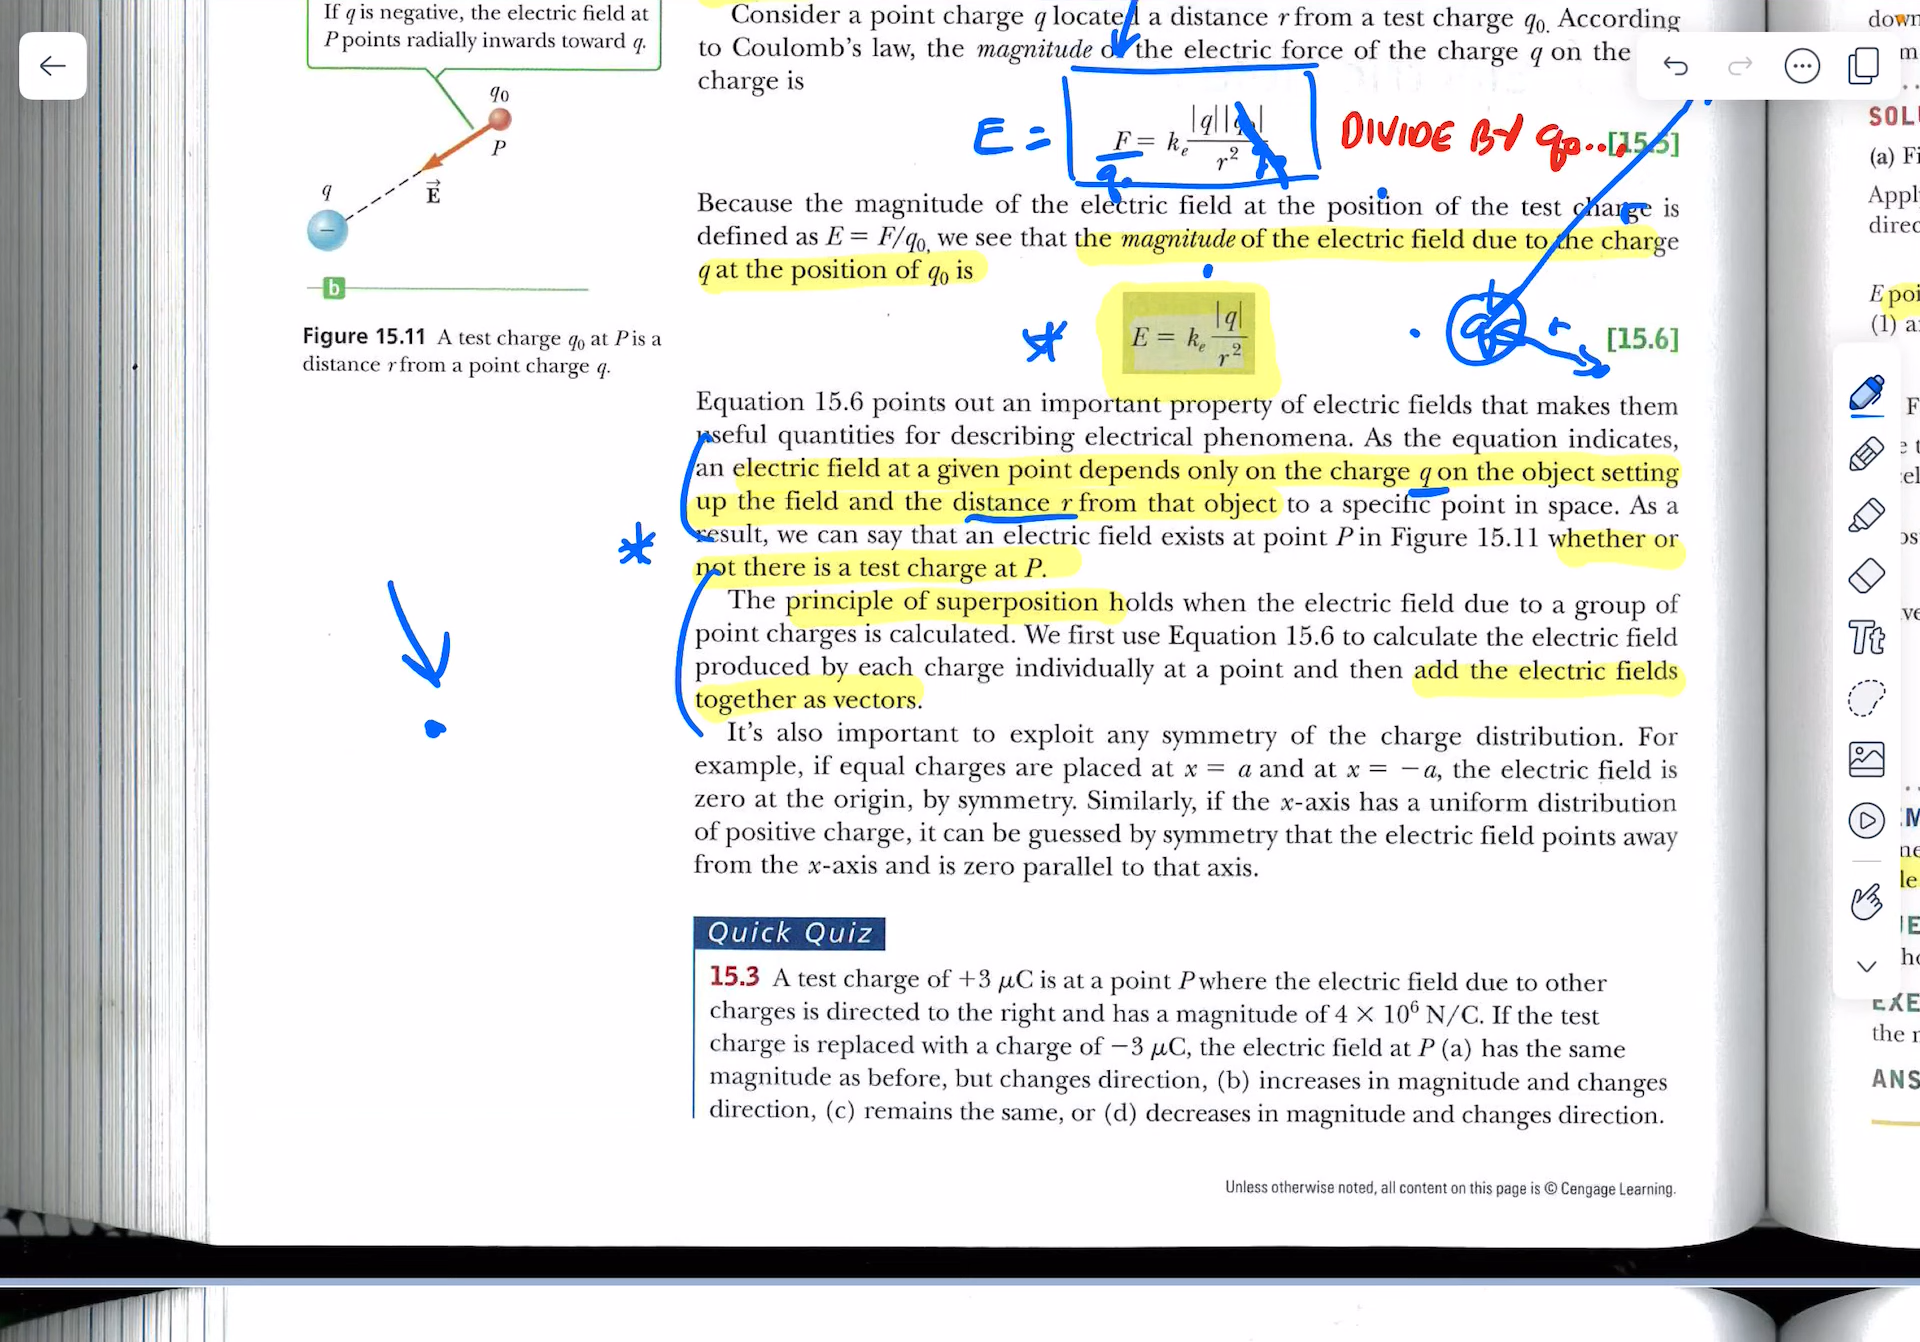 If q is negative, the electric field at
P points radially inwards toward q.
q0
P
q
E
−
b
Figure 15.11 A test charge q0 at P is a
distance r from a point charge q.
Consider a point charge q located a distance r from a test charge q0. According
to Coulomb's law, the magnitude of the electric force of the charge q on the
charge is
E = F = ke |q||q0| / r2 DIVIDE BY q0... [15.5]
q0
Because the magnitude of the electric field at the position of the test charge is
defined as E = F/q0, we see that the magnitude of the electric field due to the charge
q at the position of q0 is
E = ke |q| / r2 [15.6]
Equation 15.6 points out an important property of electric fields that makes them
useful quantities for describing electrical phenomena. As the equation indicates,
an electric field at a given point depends only on the charge q on the object setting
up the field and the distance r from that object to a specific point in space. As a
result, we can say that an electric field exists at point P in Figure 15.11 whether or
not there is a test charge at P.
The principle of superposition holds when the electric field due to a group of
point charges is calculated. We first use Equation 15.6 to calculate the electric field
produced by each charge individually at a point and then add the electric fields
together as vectors.
It's also important to exploit any symmetry of the charge distribution. For
example, if equal charges are placed at x = a and at x = −a, the electric field is
zero at the origin, by symmetry. Similarly, if the x-axis has a uniform distribution
of positive charge, it can be guessed by symmetry that the electric field points away
from the x-axis and is zero parallel to that axis.
Quick Quiz
15.3 A test charge of +3 μC is at a point P where the electric field due to other
charges is directed to the right and has a magnitude of 4 × 10⁶ N/C. If the test
charge is replaced with a charge of −3 μC, the electric field at P (a) has the same
magnitude as before, but changes direction, (b) increases in magnitude and changes
direction, (c) remains the same, or (d) decreases in magnitude and changes direction.
Unless otherwise noted, all content on this page is © Cengage Learning.
down
SOL
(a) Fi
Appl
direc
E poi
(1) a
Tt
EXE
the
ANS